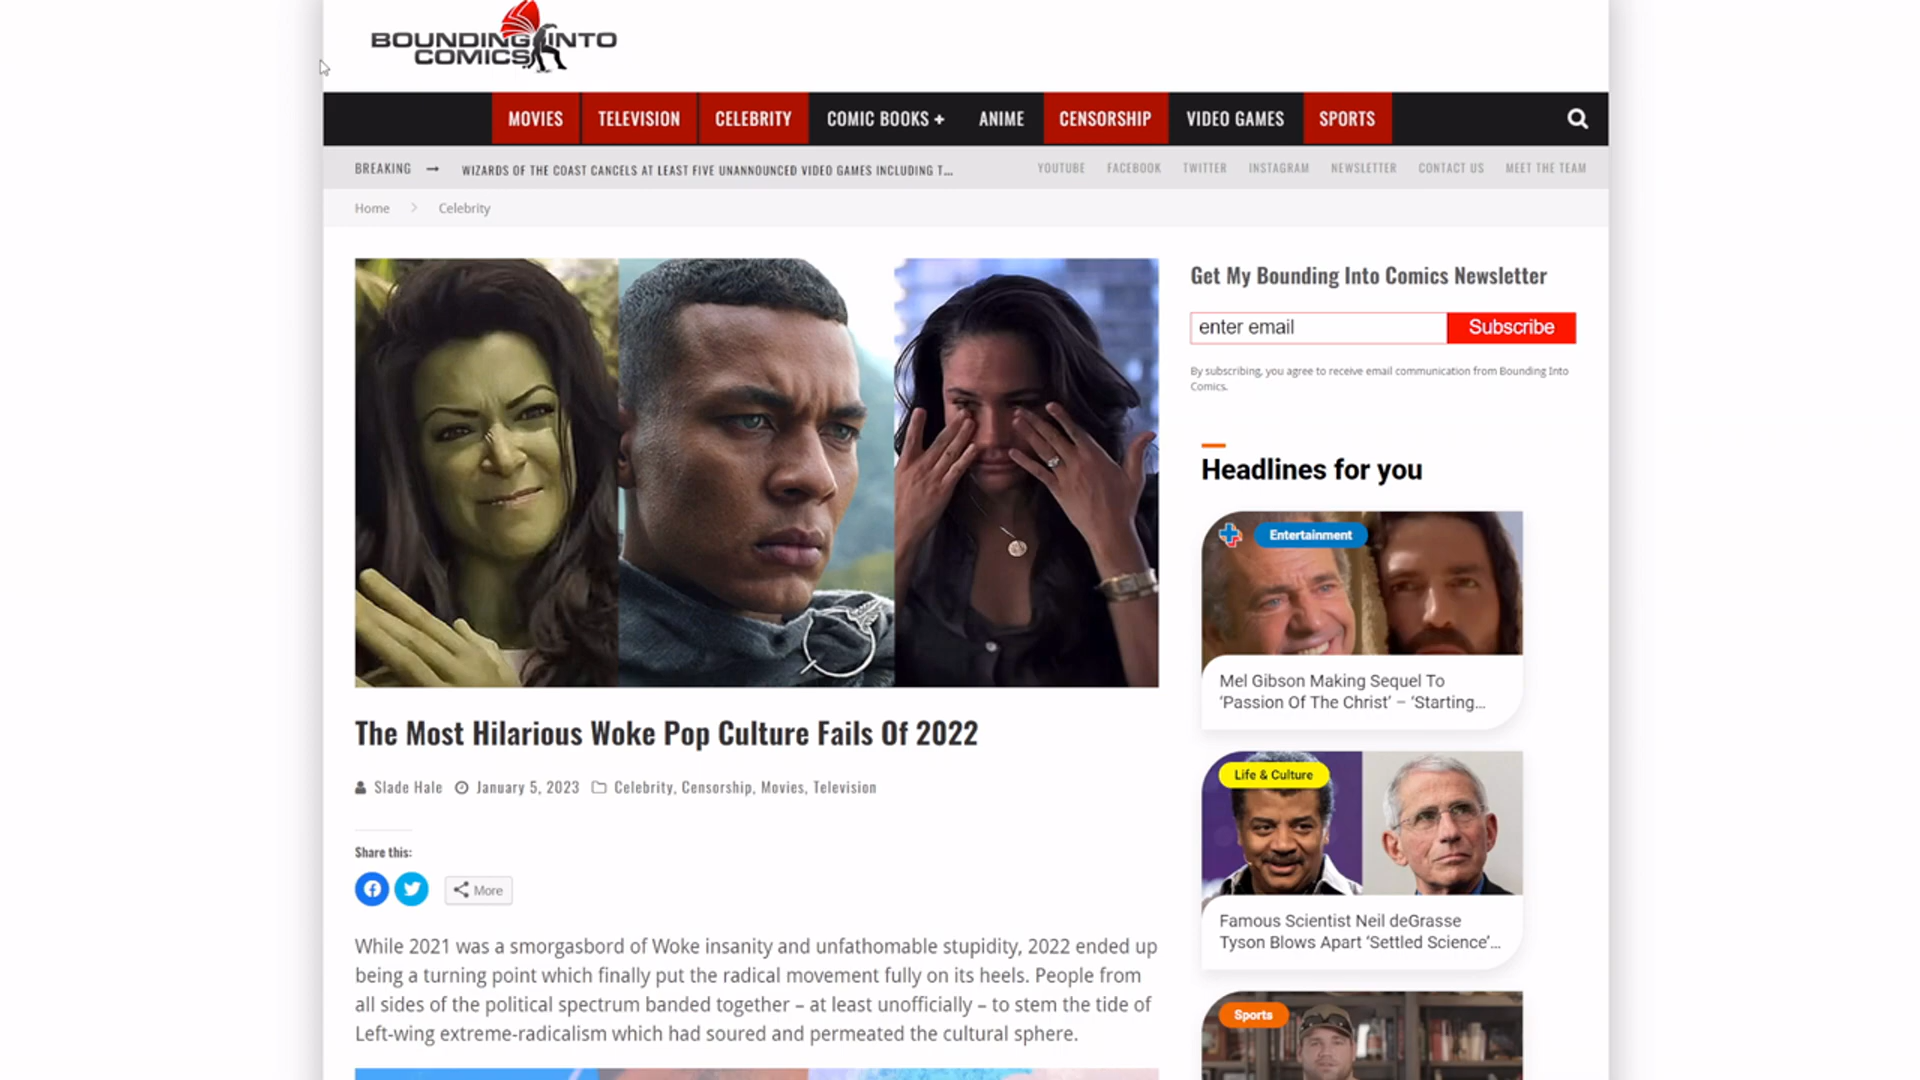 BOUNDING INTO
COMICS
MOVIES TELEVISION CELEBRITY COMIC BOOKS + ANIME CENSORSHIP VIDEO GAMES SPORTS
BREAKING → WIZARDS OF THE COAST CANCELS AT LEAST FIVE UNANNOUNCED VIDEO GAMES INCLUDING T...
YOUTUBE FACEBOOK TWITTER INSTAGRAM NEWSLETTER CONTACT US MEET THE TEAM
Home > Celebrity
The Most Hilarious Woke Pop Culture Fails Of 2022
Slade Hale January 5, 2023 Celebrity, Censorship, Movies, Television
Share this:
More
While 2021 was a smorgasbord of Woke insanity and unfathomable stupidity, 2022 ended up
being a turning point which finally put the radical movement fully on its heels. People from
all sides of the political spectrum banded together – at least unofficially – to stem the tide of
Left-wing extreme-radicalism which had soured and permeated the cultural sphere.
Get My Bounding Into Comics Newsletter
enter email Subscribe
By subscribing, you agree to receive email communication from Bounding Into
Comics.
Headlines for you
Entertainment
Mel Gibson Making Sequel To
‘Passion Of The Christ’ – ‘Starting...
Life & Culture
Famous Scientist Neil deGrasse
Tyson Blows Apart ‘Settled Science’...
Sports